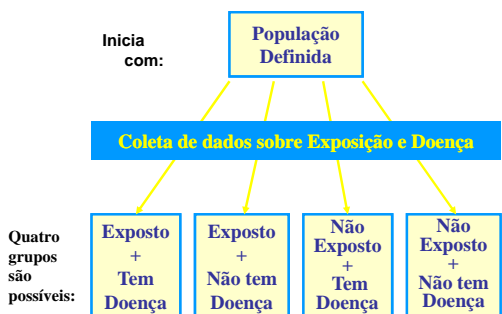 Inicia
com:
População
Definida
Coleta de dados sobre Exposição e Doença
Quatro
grupos
são
possíveis:
Exposto
+
Tem
Doença
Exposto
+
Não tem
Doença
Não
Exposto
+
Tem
Doença
Não
Exposto
+
Não tem
Doença